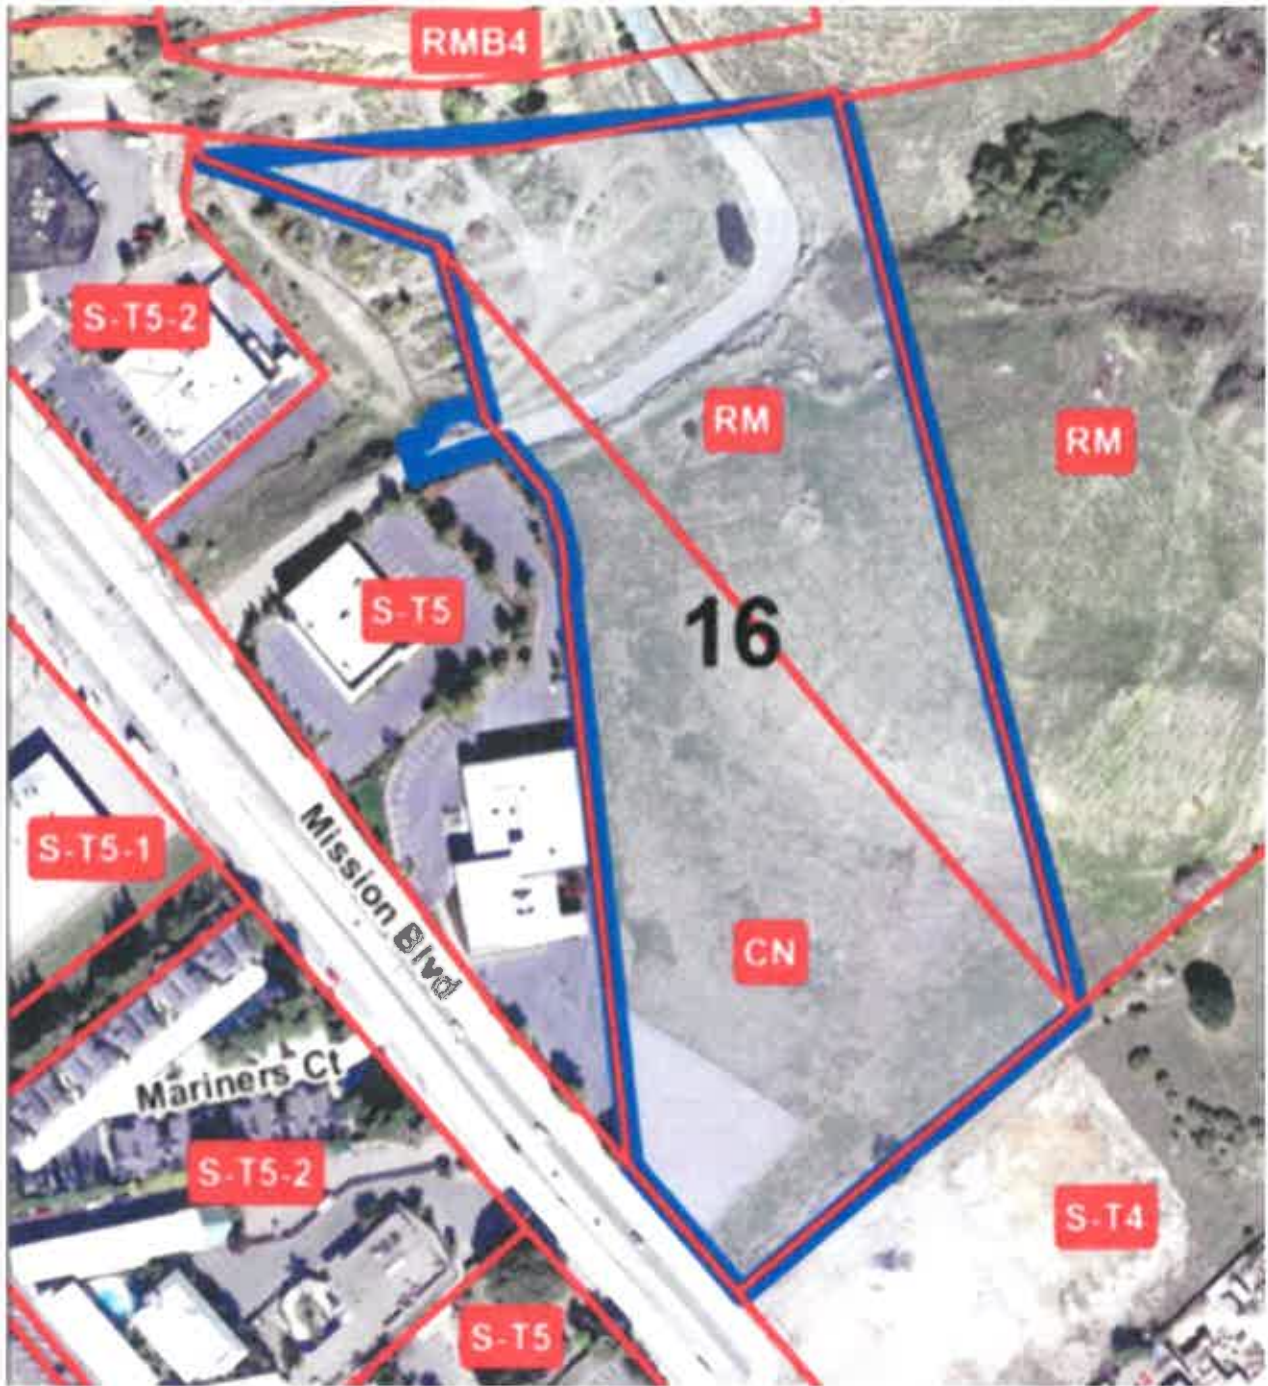 RMB4
S-T5-2
RM
RM
S-T5
16
Mission Blvd
S-T5-1
CN
Mariners Ct
S-T5-2
S-T4
S-T5